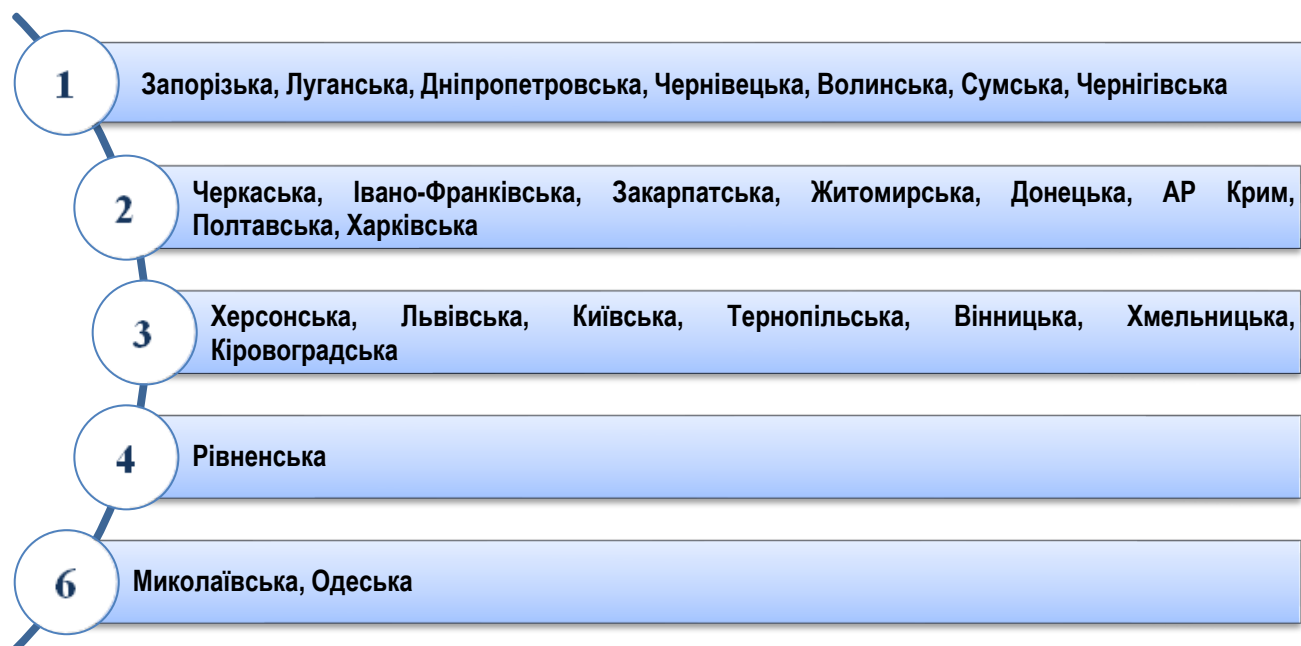 1
Запорізька, Луганська, Дніпропетровська, Чернівецька, Волинська, Сумська, Чернігівська
2
Черкаська, Івано-Франківська, Закарпатська, Житомирська, Донецька, АР Крим,
Полтавська, Харківська
3
Херсонська, Львівська, Київська, Тернопільська, Вінницька, Хмельницька,
Кіровоградська
4
Рівненська
6
Миколаївська, Одеська